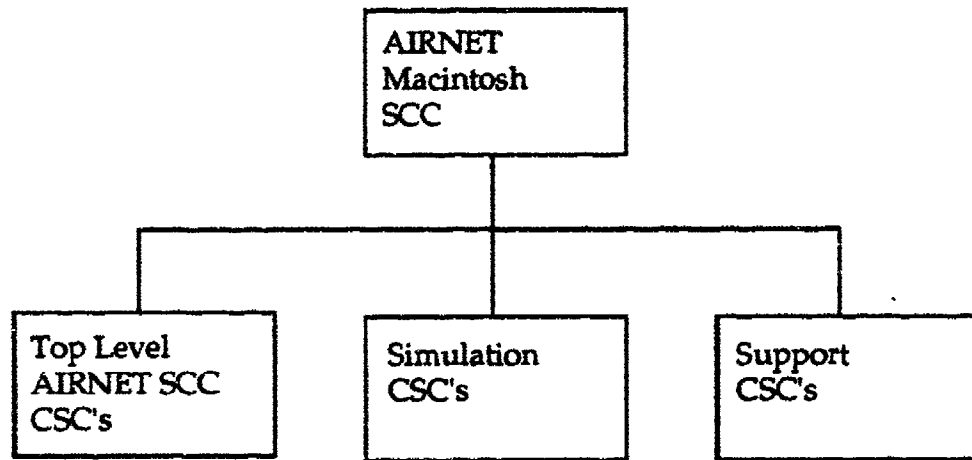 AIRNET
Macintosh
SCC
Top Level
AIRNET SCC
CSC's
Simulation
CSC's
Support
CSC's